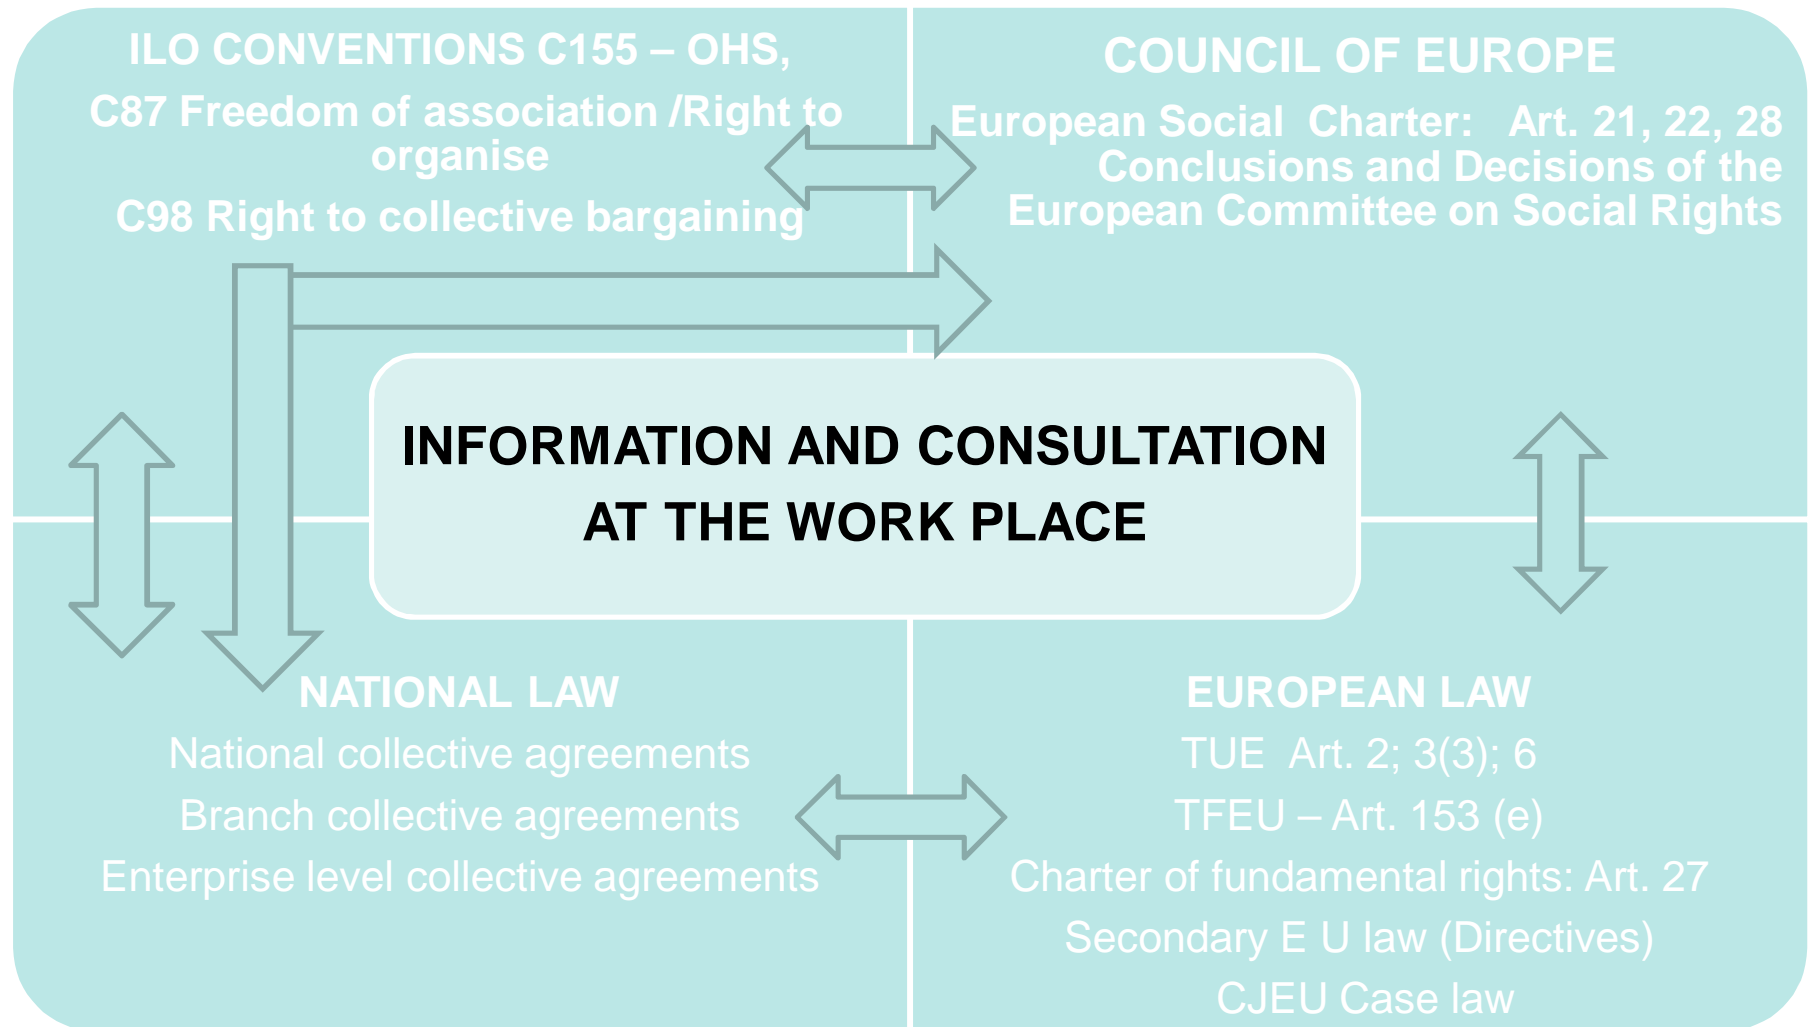 ILO CONVENTIONS C155 – OHS,
C87 Freedom of association /Right to
organise
C98 Right to collective bargaining
COUNCIL OF EUROPE
European Social Charter: Art. 21, 22, 28
Conclusions and Decisions of the
European Committee on Social Rights
INFORMATION AND CONSULTATION
AT THE WORK PLACE
NATIONAL LAW
National collective agreements
Branch collective agreements
Enterprise level collective agreements
EUROPEAN LAW
TUE Art. 2; 3(3); 6
TFEU – Art. 153 (e)
Charter of fundamental rights: Art. 27
Secondary E U law (Directives)
CJEU Case law